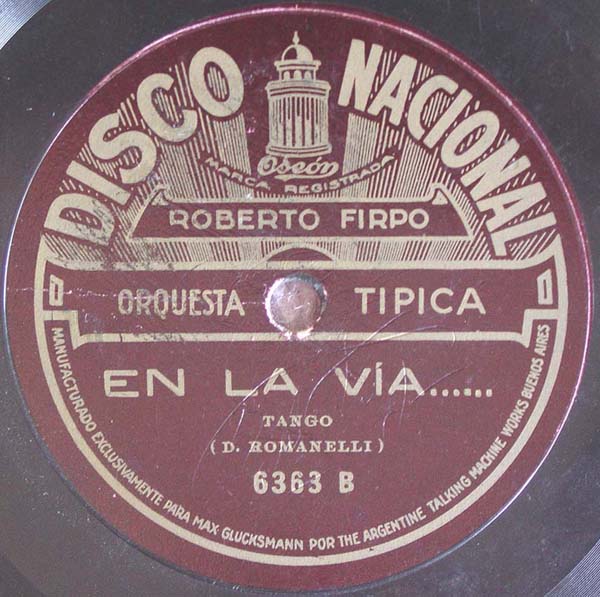 DISCO NACIONAL
Odeón
MARCA REGISTRADA
ROBERTO FIRPO
ORQUESTA TIPICA
EN LA VÍA......
TANGO
(D. ROMANELLI)
6363 B
MANUFACTURADO EXCLUSIVAMENTE PARA MAX GLUCKSMANN POR THE ARGENTINE TALKING MACHINE WORKS BUENOS AIRES